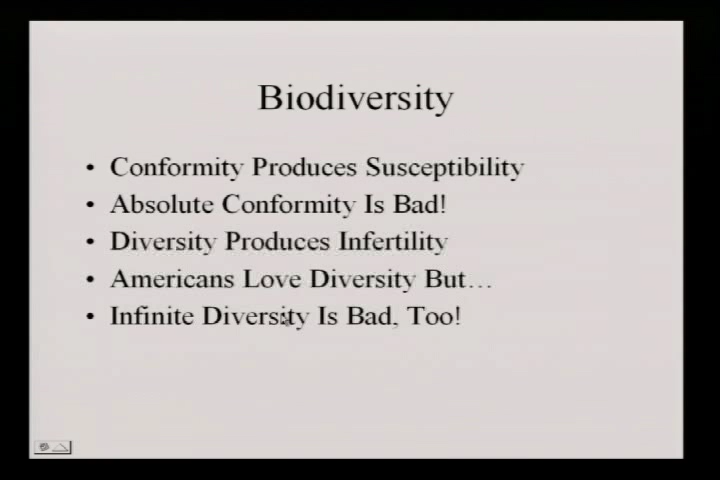 Biodiversity
• Conformity Produces Susceptibility
• Absolute Conformity Is Bad!
• Diversity Produces Infertility
• Americans Love Diversity But…
• Infinite Diversity Is Bad, Too!